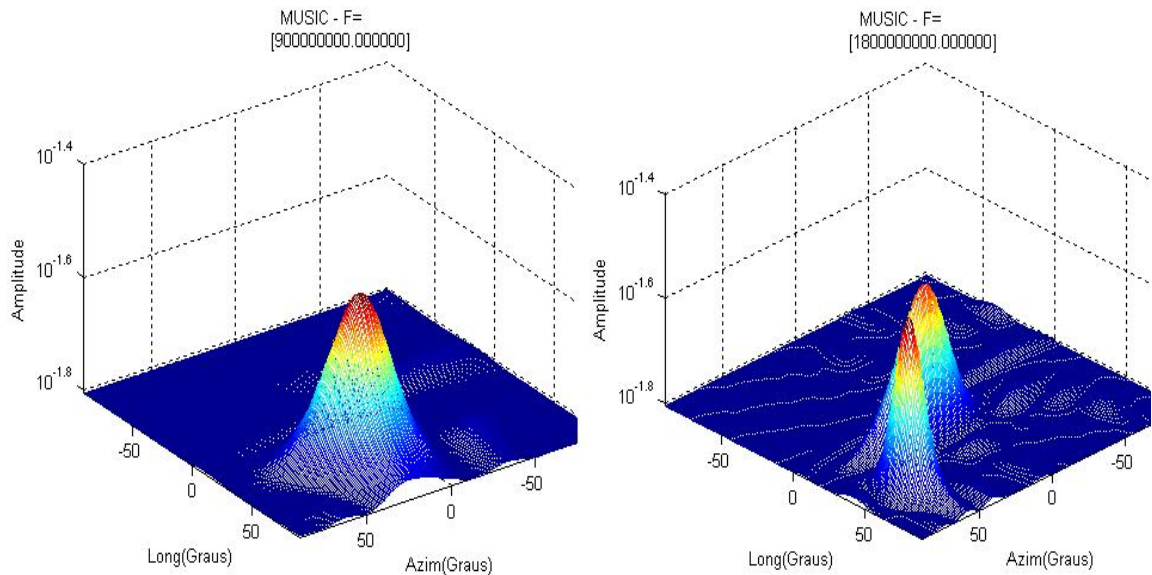 MUSIC - F=
[900000000.000000]
10^-1.4
10^-1.6
10^-1.8
Amplitude
-50
0
50
Long(Graus)
50
0
-50
Azim(Graus)
MUSIC - F=
[1800000000.000000]
10^-1.4
10^-1.6
10^-1.8
Amplitude
-50
0
50
Long(Graus)
50
0
-50
Azim(Graus)